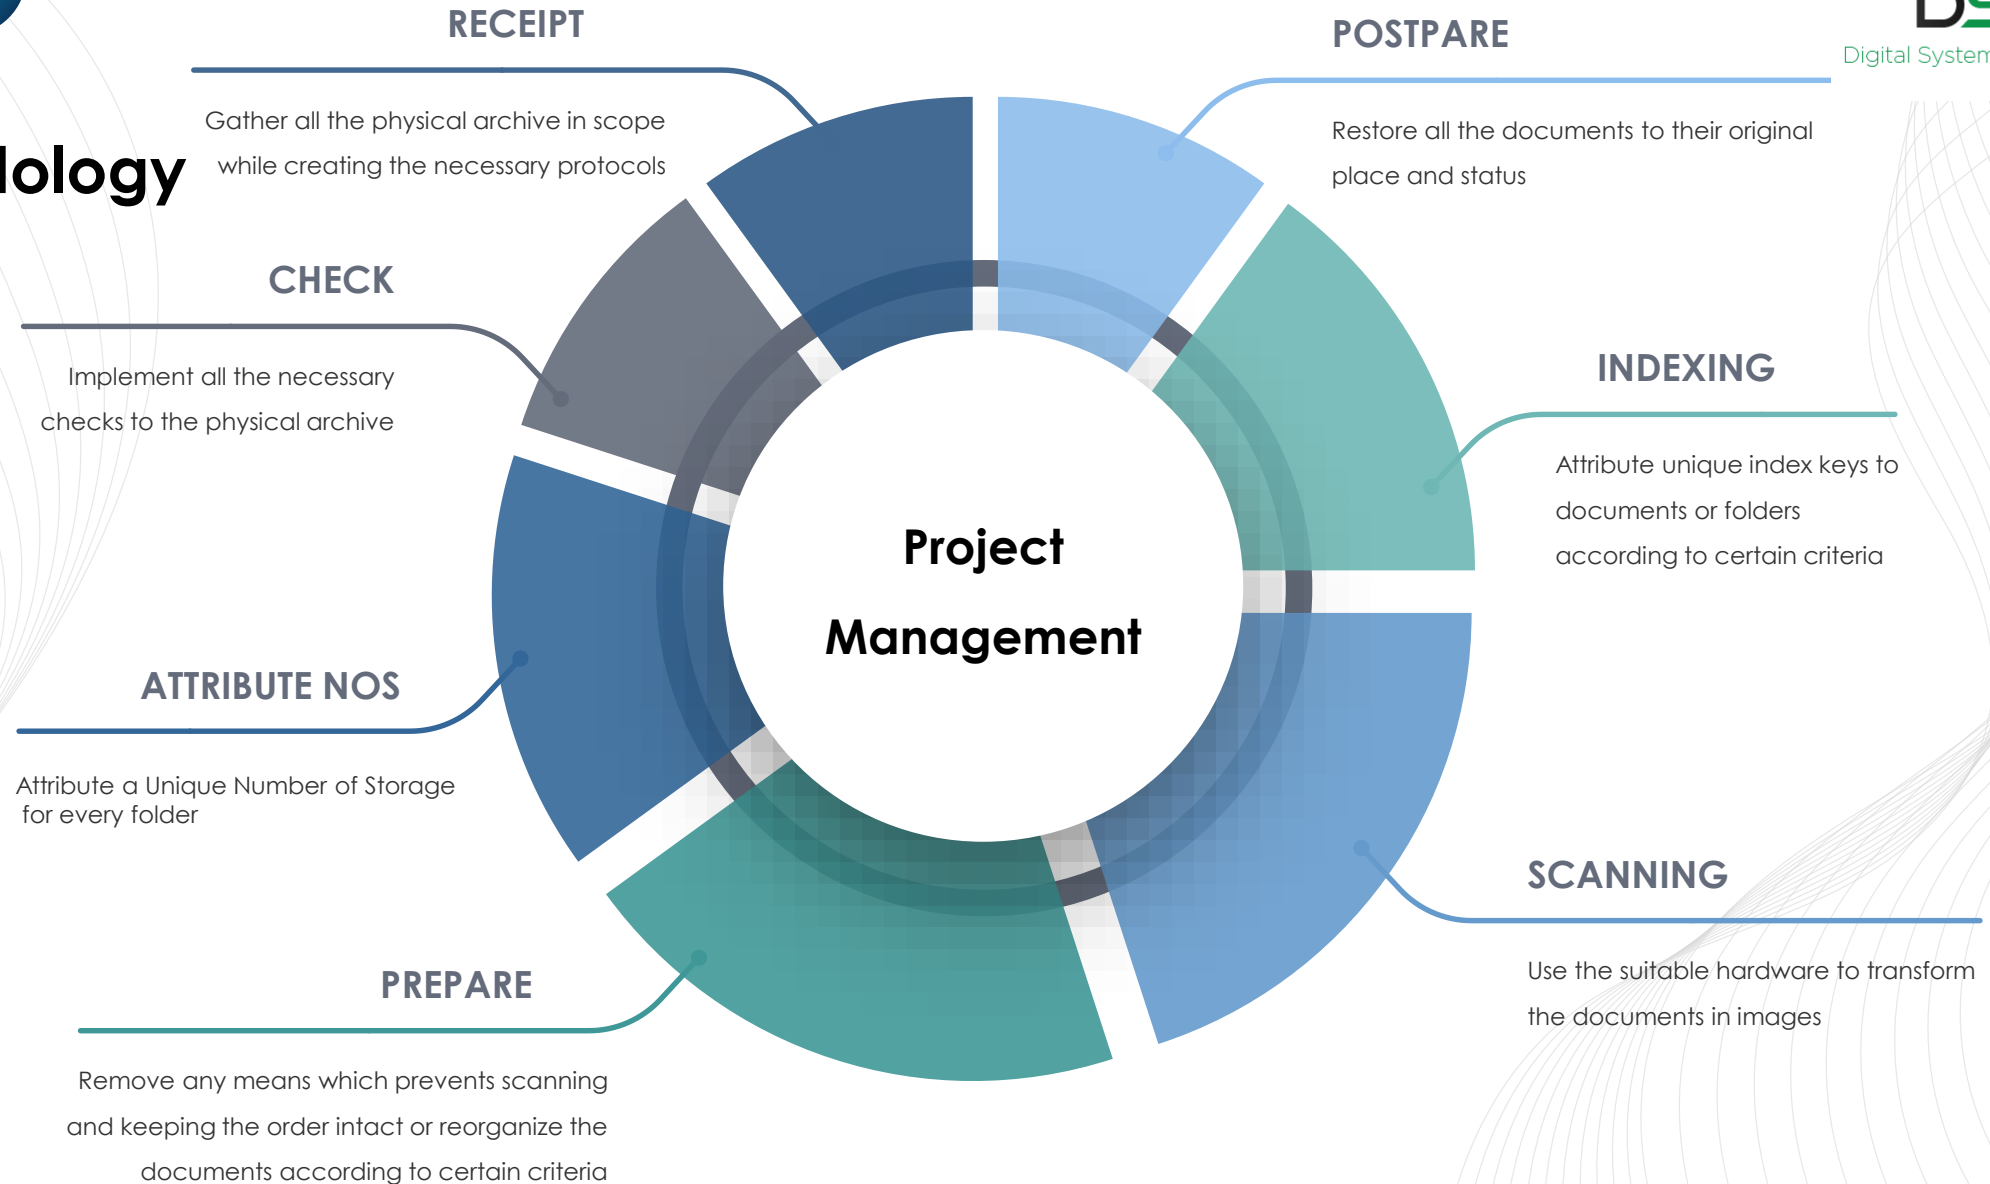 RECEIPT
Gather all the physical archive in scope
while creating the necessary protocols
CHECK
Implement all the necessary
checks to the physical archive
ATTRIBUTE NOS
Attribute a Unique Number of Storage
for every folder
PREPARE
Remove any means which prevents scanning
and keeping the order intact or reorganize the
documents according to certain criteria
Project
Management
POSTPARE
Restore all the documents to their original
place and status
INDEXING
Attribute unique index keys to
documents or folders
according to certain criteria
SCANNING
Use the suitable hardware to transform
the documents in images
Digital System